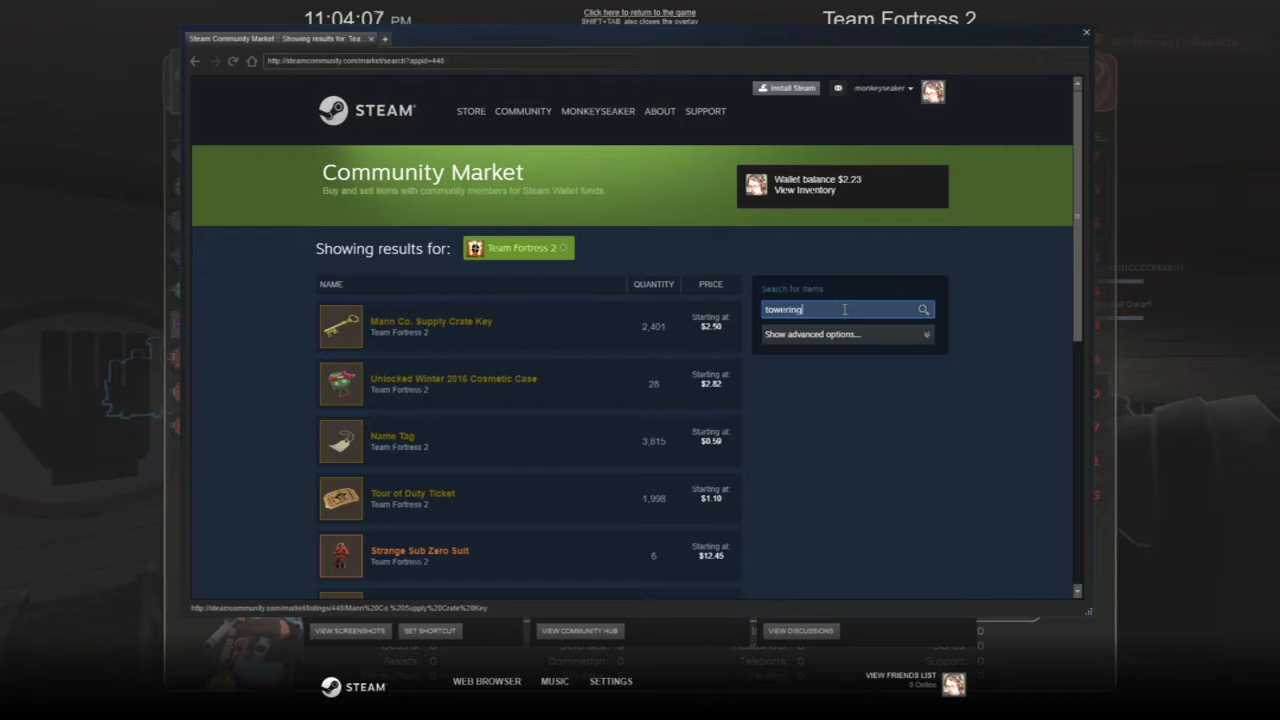 11:04:07 PM
Click here to return to the game
SHIFT+TAB also closes the overlay
Team Fortress 2
Steam Community Market :: Showing results for: Tea...
http://steamcommunity.com/market/search?appid=440
Install Steam
monkeyseaker
STEAM
STORE COMMUNITY MONKEYSEAKER ABOUT SUPPORT
Community Market
Buy and sell items with community members for Steam Wallet funds.
Wallet balance $2.23
View Inventory
Showing results for: Team Fortress 2
NAME QUANTITY PRICE
Mann Co. Supply Crate Key
Team Fortress 2
2,401
Starting at:
$2.50
Unlocked Winter 2016 Cosmetic Case
Team Fortress 2
28
Starting at:
$2.82
Name Tag
Team Fortress 2
3,815
Starting at:
$0.59
Tour of Duty Ticket
Team Fortress 2
1,998
Starting at:
$1.10
Strange Sub Zero Suit
Team Fortress 2
6
Starting at:
$12.45
Search for items
towering
Show advanced options...
http://steamcommunity.com/market/listings/440/Mann%20Co.%20Supply%20Crate%20Key
VIEW SCREENSHOTS SET SHORTCUT VIEW COMMUNITY HUB VIEW DISCUSSIONS
Resists: 0 Domination: 0 Teleports: 0 Support: 0
STEAM
WEB BROWSER MUSIC SETTINGS
VIEW FRIENDS LIST
0 Online